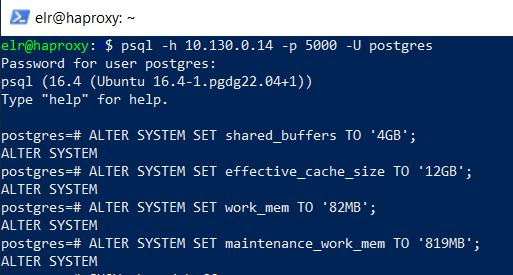 elr@haproxy: ~
elr@haproxy: $ psql -h 10.130.0.14 -p 5000 -U postgres
Password for user postgres:
psql (16.4 (Ubuntu 16.4-1.pgdg22.04+1))
Type "help" for help.
postgres=# ALTER SYSTEM SET shared_buffers TO '4GB';
ALTER SYSTEM
postgres=# ALTER SYSTEM SET effective_cache_size TO '12GB';
ALTER SYSTEM
postgres=# ALTER SYSTEM SET work_mem TO '82MB';
ALTER SYSTEM
postgres=# ALTER SYSTEM SET maintenance_work_mem TO '819MB';
ALTER SYSTEM